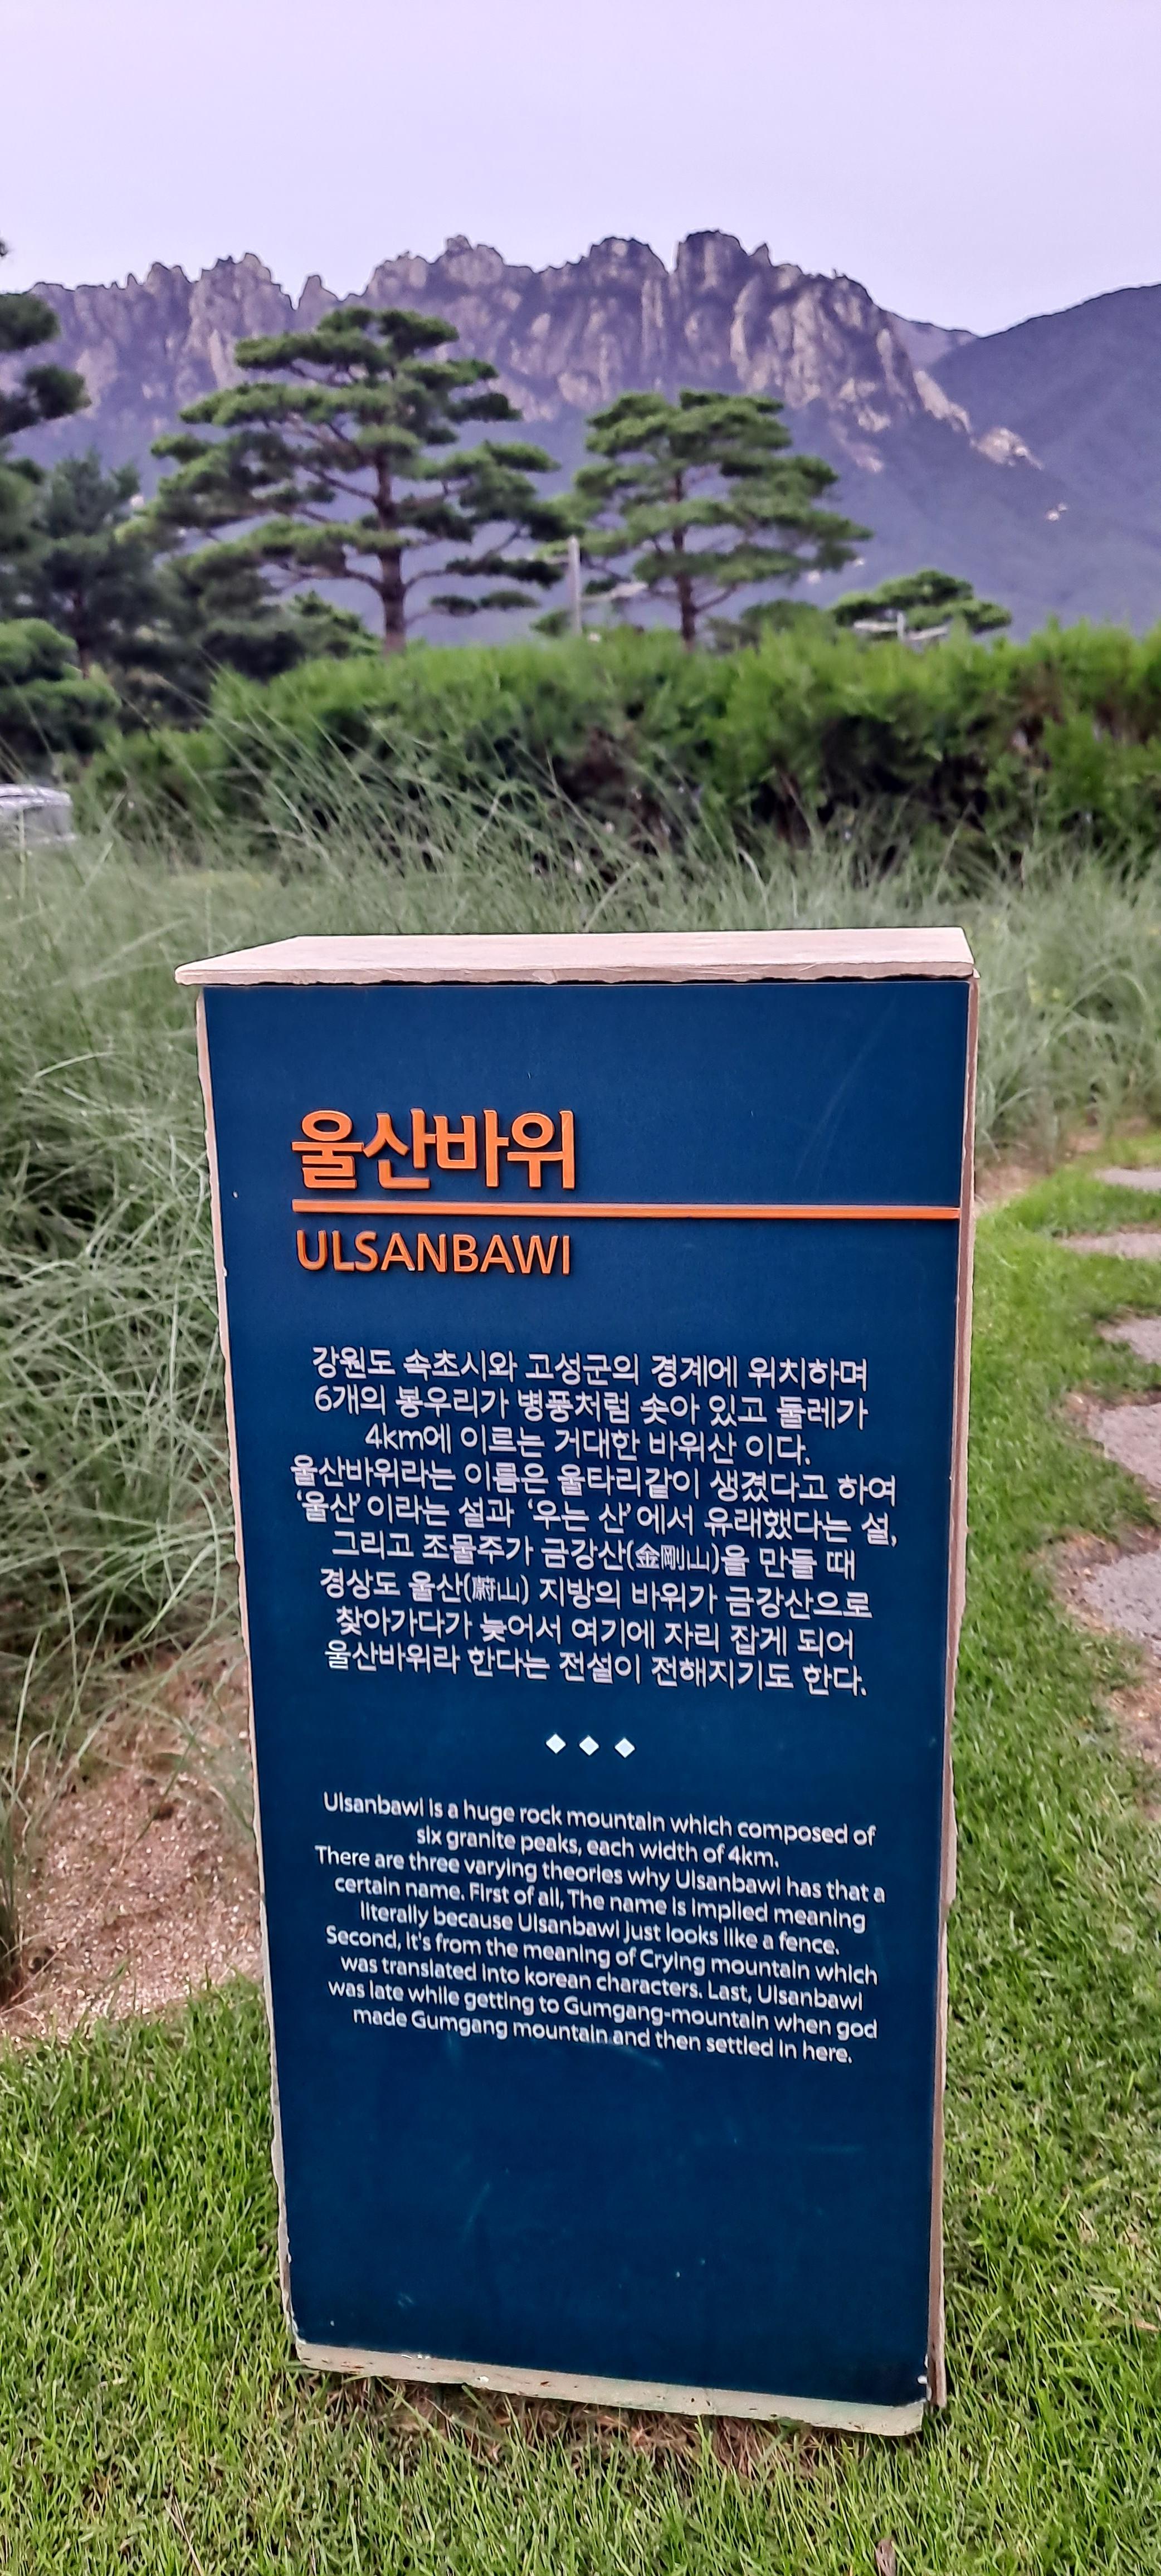 울산바위
ULSANBAWI
강원도 속초시와 고성군의 경계에 위치하며
6개의 봉우리가 병풍처럼 솟아 있고 둘레가
4km에 이르는 거대한 바위산 이다.
울산바위라는 이름은 울타리같이 생겼다고 하여
‘울산’ 이라는 설과 ‘우는 산’ 에서 유래했다는 설,
그리고 조물주가 금강산(金剛山)을 만들 때
경상도 울산(蔚山) 지방의 바위가 금강산으로
찾아가다가 늦어서 여기에 자리 잡게 되어
울산바위라 한다는 전설이 전해지기도 한다.
Ulsanbawi is a huge rock mountain which composed of
six granite peaks, each width of 4km.
There are three varying theories why Ulsanbawi has that a
certain name. First of all, The name is implied meaning
literally because Ulsanbawi just looks like a fence.
Second, it's from the meaning of Crying mountain which
was translated into korean characters. Last, Ulsanbawi
was late while getting to Gumgang-mountain when god
made Gumgang mountain and then settled in here.